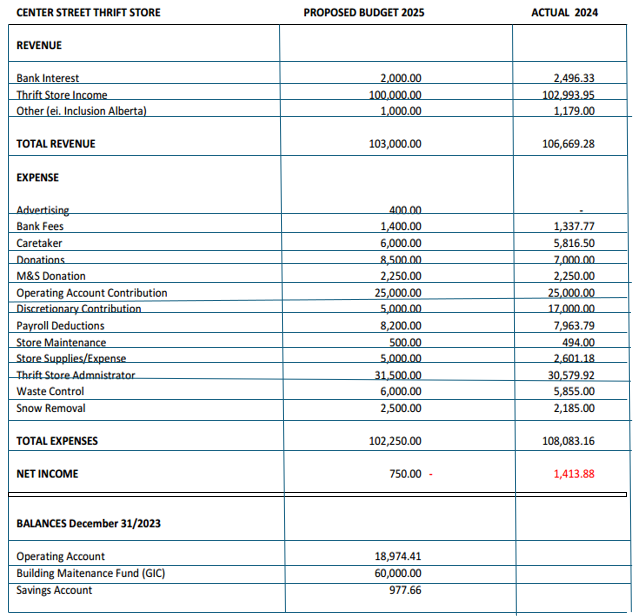 CENTER STREET THRIFT STORE PROPOSED BUDGET 2025 ACTUAL 2024
REVENUE
Bank Interest 2,000.00 2,496.33
Thrift Store Income 100,000.00 102,993.95
Other (ei. Inclusion Alberta) 1,000.00 1,179.00
TOTAL REVENUE 103,000.00 106,669.28
EXPENSE
Advertising 400.00 -
Bank Fees 1,400.00 1,337.77
Caretaker 6,000.00 5,816.50
Donations 8,500.00 7,000.00
M&S Donation 2,250.00 2,250.00
Operating Account Contribution 25,000.00 25,000.00
Discretionary Contribution 5,000.00 17,000.00
Payroll Deductions 8,200.00 7,963.79
Store Maintenance 500.00 494.00
Store Supplies/Expense 5,000.00 2,601.18
Thrift Store Admnistrator 31,500.00 30,579.92
Waste Control 6,000.00 5,855.00
Snow Removal 2,500.00 2,185.00
TOTAL EXPENSES 102,250.00 108,083.16
NET INCOME 750.00 - 1,413.88
BALANCES December 31/2023
Operating Account 18,974.41
Building Maitenance Fund (GIC) 60,000.00
Savings Account 977.66